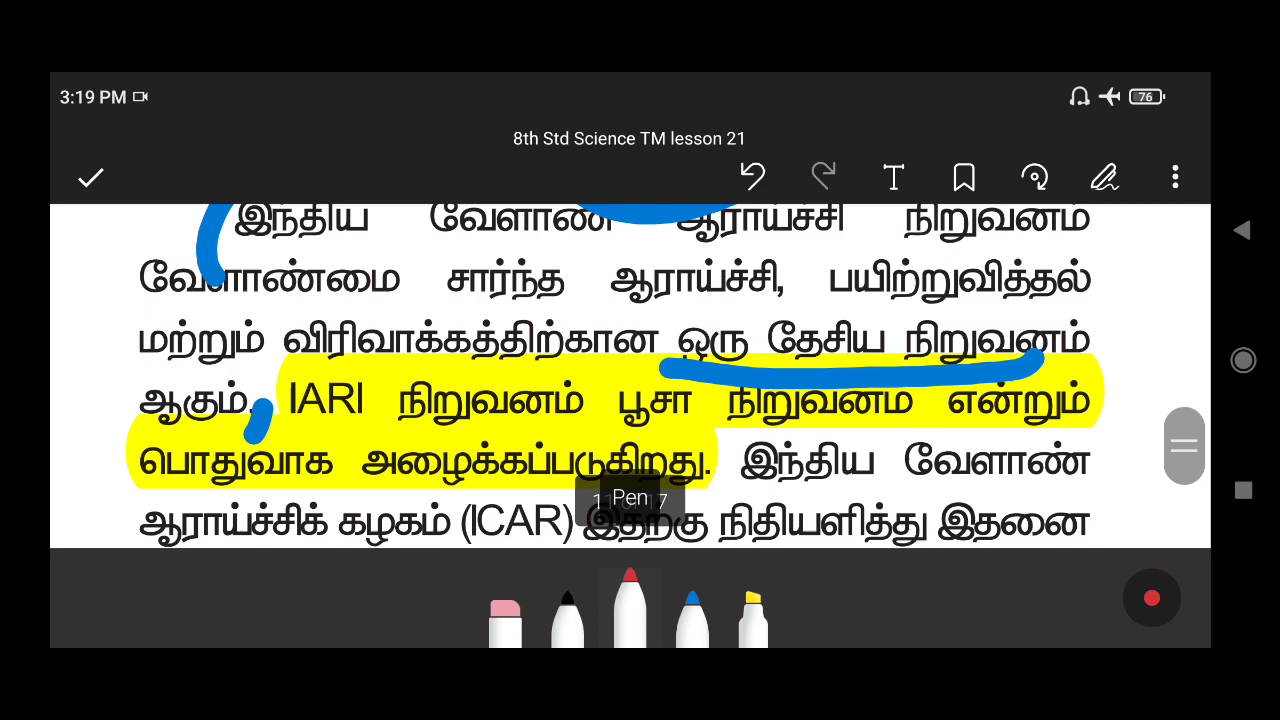 3:19 PM
76
8th Std Science TM lesson 21
இந்திய வேளாண் ஆராய்ச்சி நிறுவனம்
வேளாண்மை சார்ந்த ஆராய்ச்சி, பயிற்றுவித்தல்
மற்றும் விரிவாக்கத்திற்கான ஒரு தேசிய நிறுவனம்
ஆகும். IARI நிறுவனம் பூசா நிறுவனம் என்றும்
பொதுவாக அழைக்கப்படுகிறது. இந்திய வேளாண்
Pen
ஆராய்ச்சிக் கழகம் (ICAR) இதற்கு நிதியளித்து இதனை